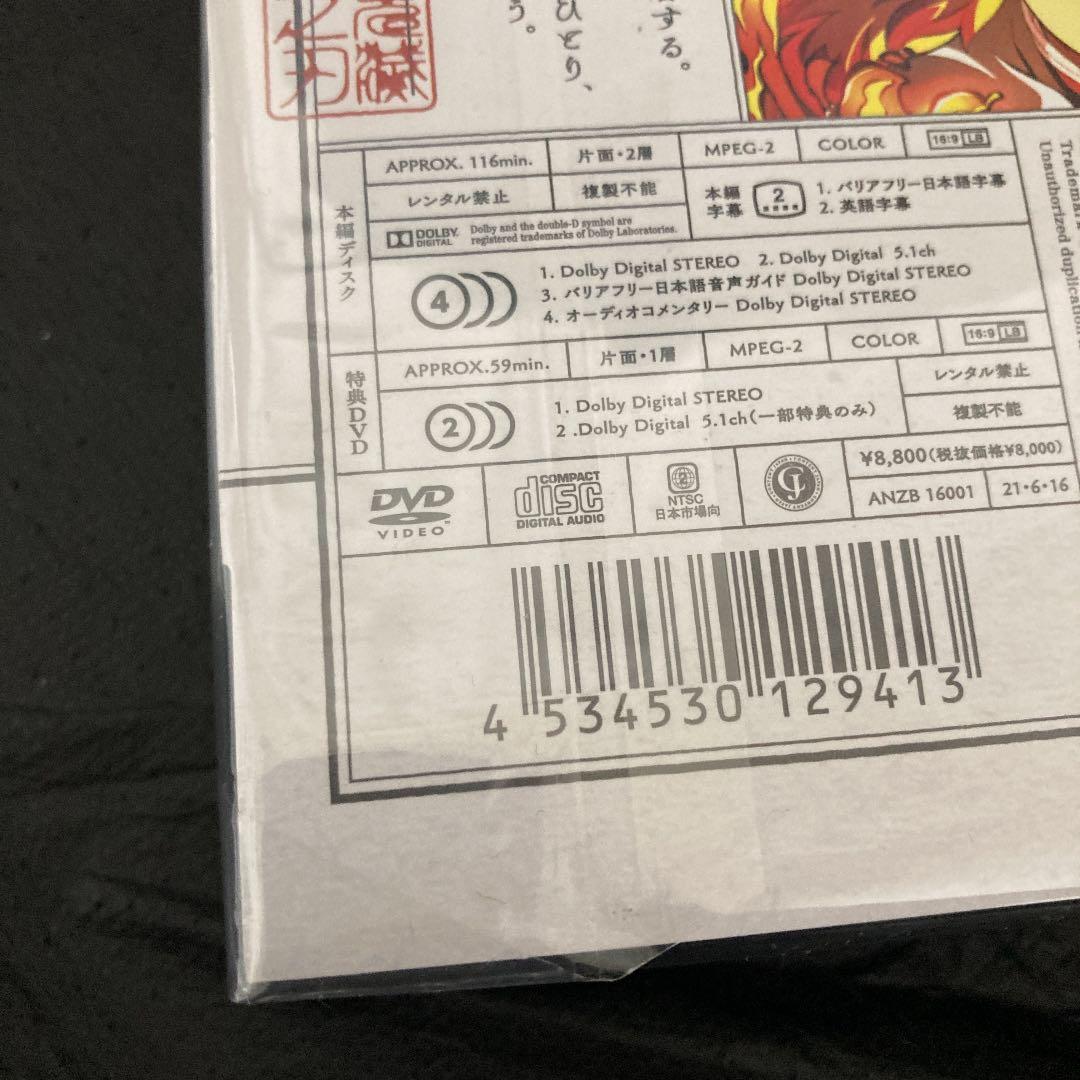 する。
ひとり、
う。
本編ディスク
APPROX. 116min.
片面・2層
MPEG-2
COLOR
16:9 LB
レンタル禁止
複製不能
本編字幕
2
1. バリアフリー日本語字幕
2. 英語字幕
DOLBY DIGITAL
Dolby and the double-D symbol are
registered trademarks of Dolby Laboratories.
4
1. Dolby Digital STEREO 2. Dolby Digital 5.1ch
3. バリアフリー日本語音声ガイド Dolby Digital STEREO
4. オーディオコメンタリー Dolby Digital STEREO
特典DVD
APPROX.59min.
片面・1層
MPEG-2
COLOR
16:9 LB
2
1. Dolby Digital STEREO
2 .Dolby Digital 5.1ch(一部特典のみ)
レンタル禁止
複製不能
DVD
VIDEO
COMPACT
disc
DIGITAL AUDIO
2
NTSC
日本市場向
¥8,800(税抜価格¥8,000)
ANZB 16001
21・6・16
4 534530 129413
Unauthorized duplication